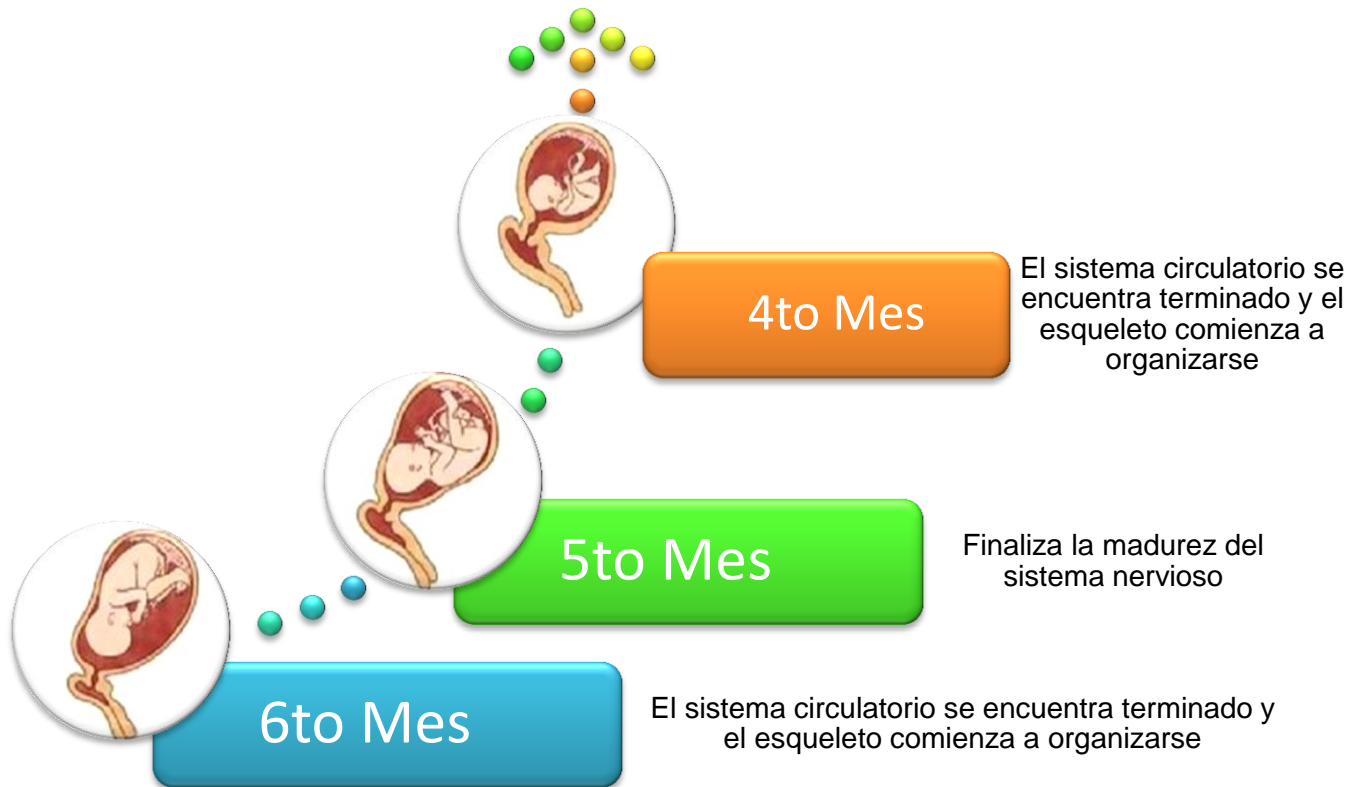 4to Mes
El sistema circulatorio se
encuentra terminado y el
esqueleto comienza a
organizarse
5to Mes
Finaliza la madurez del
sistema nervioso
6to Mes
El sistema circulatorio se encuentra terminado y
el esqueleto comienza a organizarse